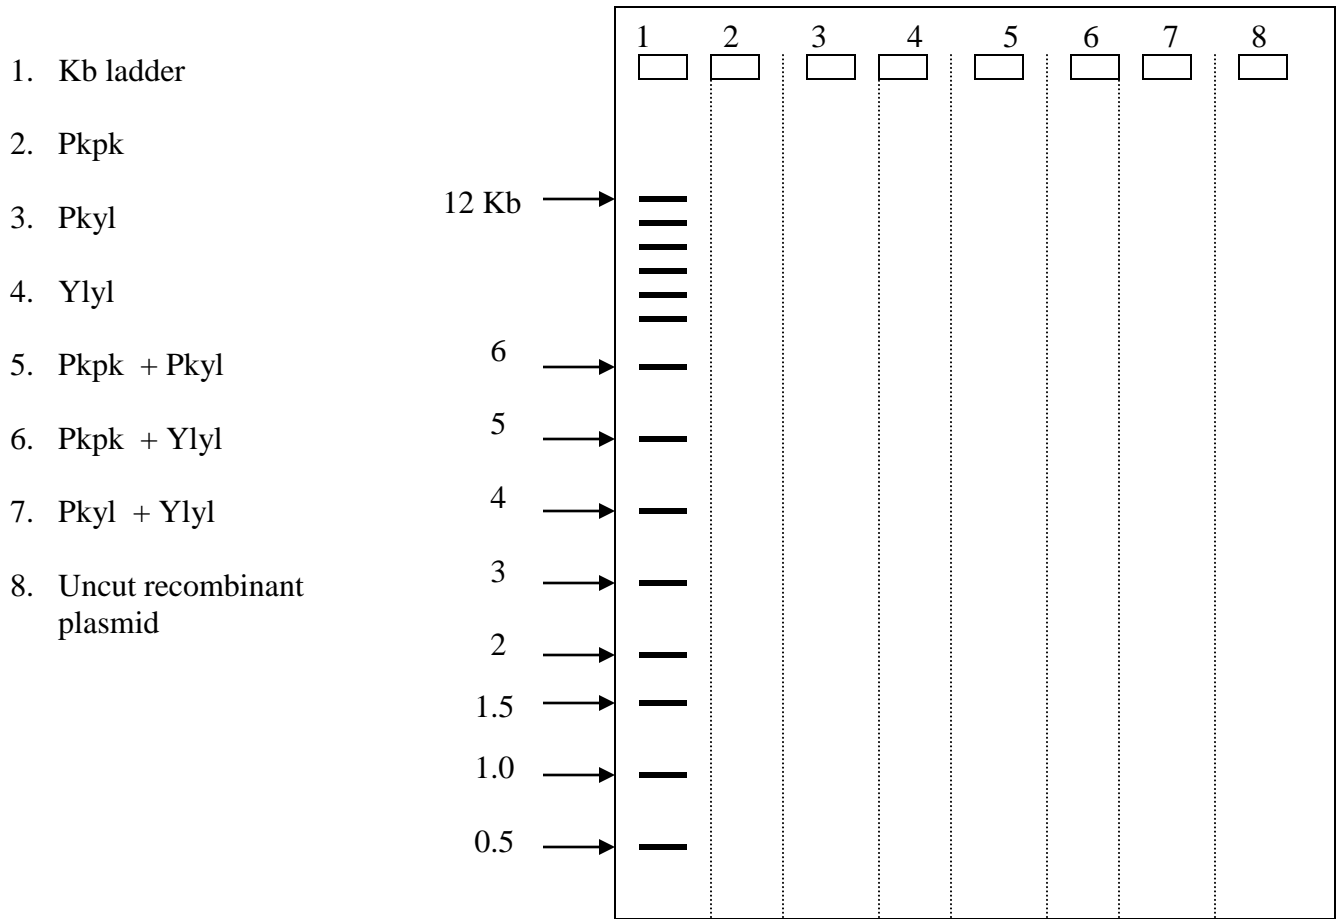 1. Kb ladder
2. Pkpk
3. Pkyl
4. Ylyl
5. Pkpk + Pkyl
6. Pkpk + Ylyl
7. Pkyl + Ylyl
8. Uncut recombinant
plasmid
1 2 3 4 5 6 7 8
12 Kb
6
5
4
3
2
1.5
1.0
0.5